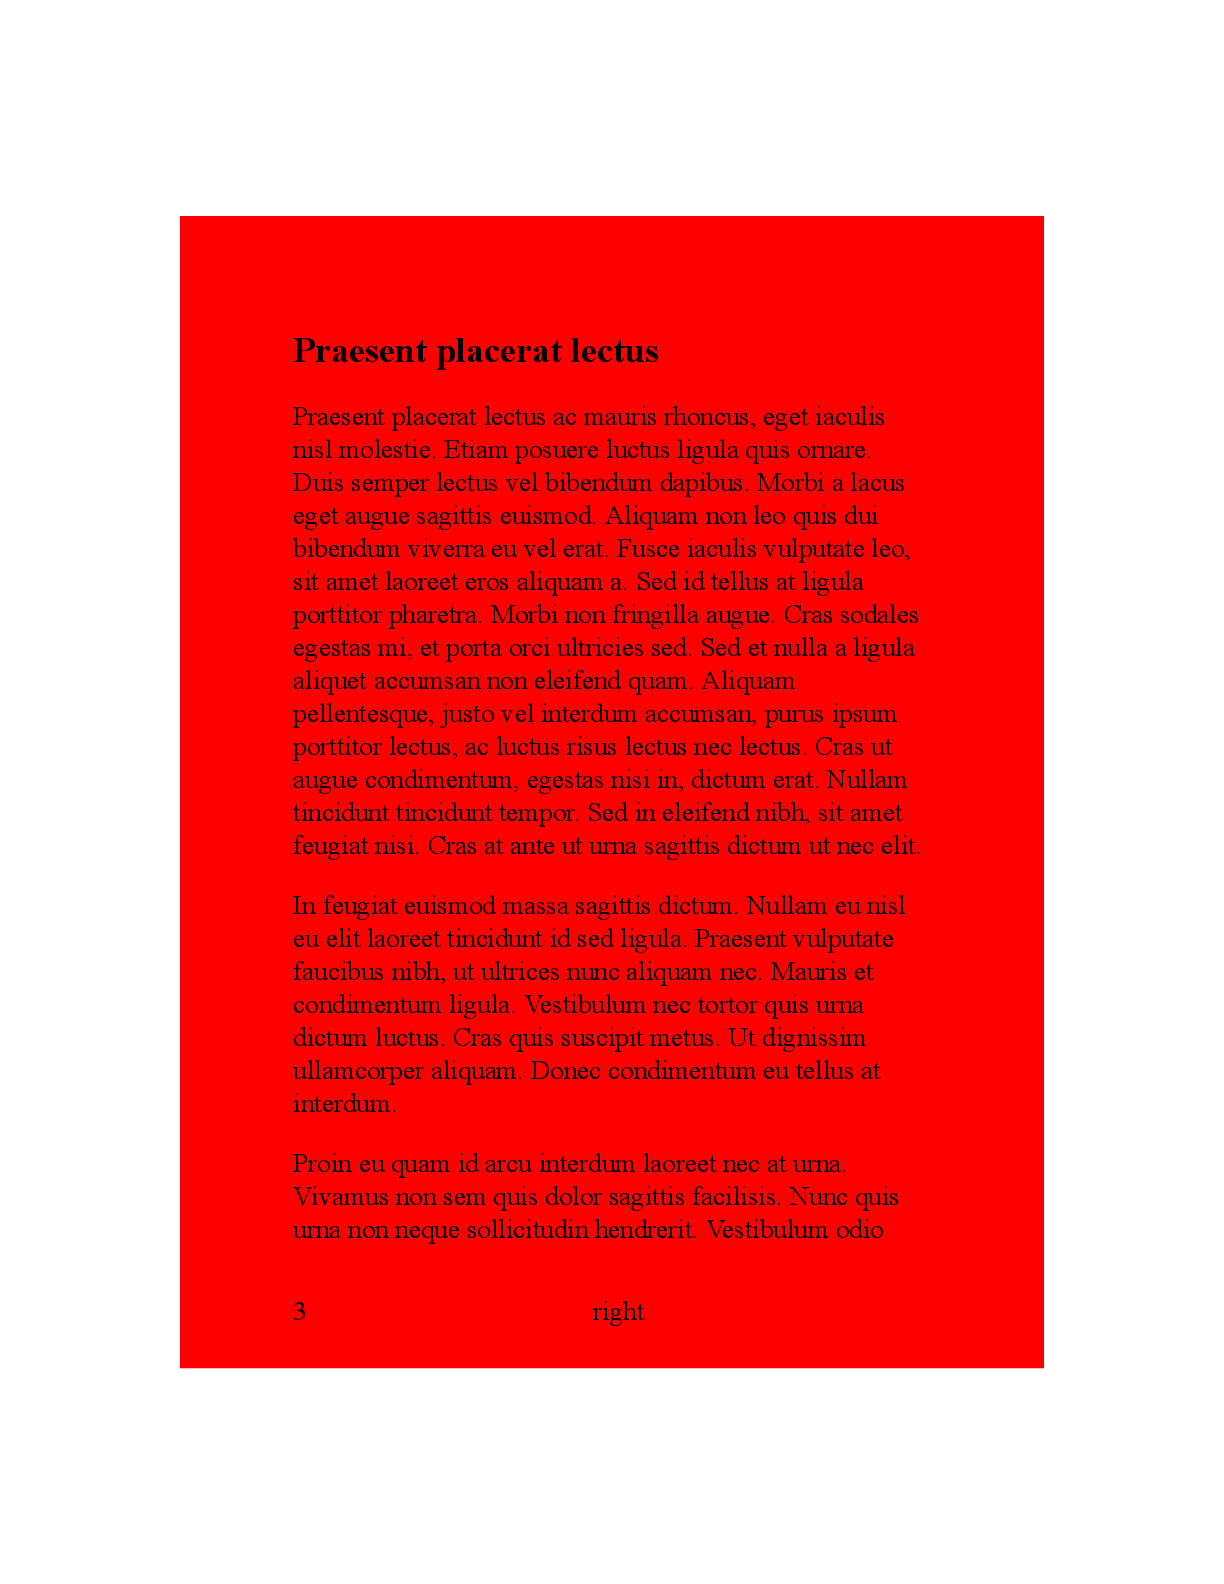 Praesent placerat lectus
Praesent placerat lectus ac mauris rhoncus, eget iaculis
nisl molestie. Etiam posuere luctus ligula quis ornare.
Duis semper lectus vel bibendum dapibus. Morbi a lacus
eget augue sagittis euismod. Aliquam non leo quis dui
bibendum viverra eu vel erat. Fusce iaculis vulputate leo,
sit amet laoreet eros aliquam a. Sed id tellus at ligula
porttitor pharetra. Morbi non fringilla augue. Cras sodales
egestas mi, et porta orci ultricies sed. Sed et nulla a ligula
aliquet accumsan non eleifend quam. Aliquam
pellentesque, justo vel interdum accumsan, purus ipsum
porttitor lectus, ac luctus risus lectus nec lectus. Cras ut
augue condimentum, egestas nisi in, dictum erat. Nullam
tincidunt tincidunt tempor. Sed in eleifend nibh, sit amet
feugiat nisi. Cras at ante ut urna sagittis dictum ut nec elit.
In feugiat euismod massa sagittis dictum. Nullam eu nisl
eu elit laoreet tincidunt id sed ligula. Praesent vulputate
faucibus nibh, ut ultrices nunc aliquam nec. Mauris et
condimentum ligula. Vestibulum nec tortor quis urna
dictum luctus. Cras quis suscipit metus. Ut dignissim
ullamcorper aliquam. Donec condimentum eu tellus at
interdum.
Proin eu quam id arcu interdum laoreet nec at urna.
Vivamus non sem quis dolor sagittis facilisis. Nunc quis
urna non neque sollicitudin hendrerit. Vestibulum odio
3 right